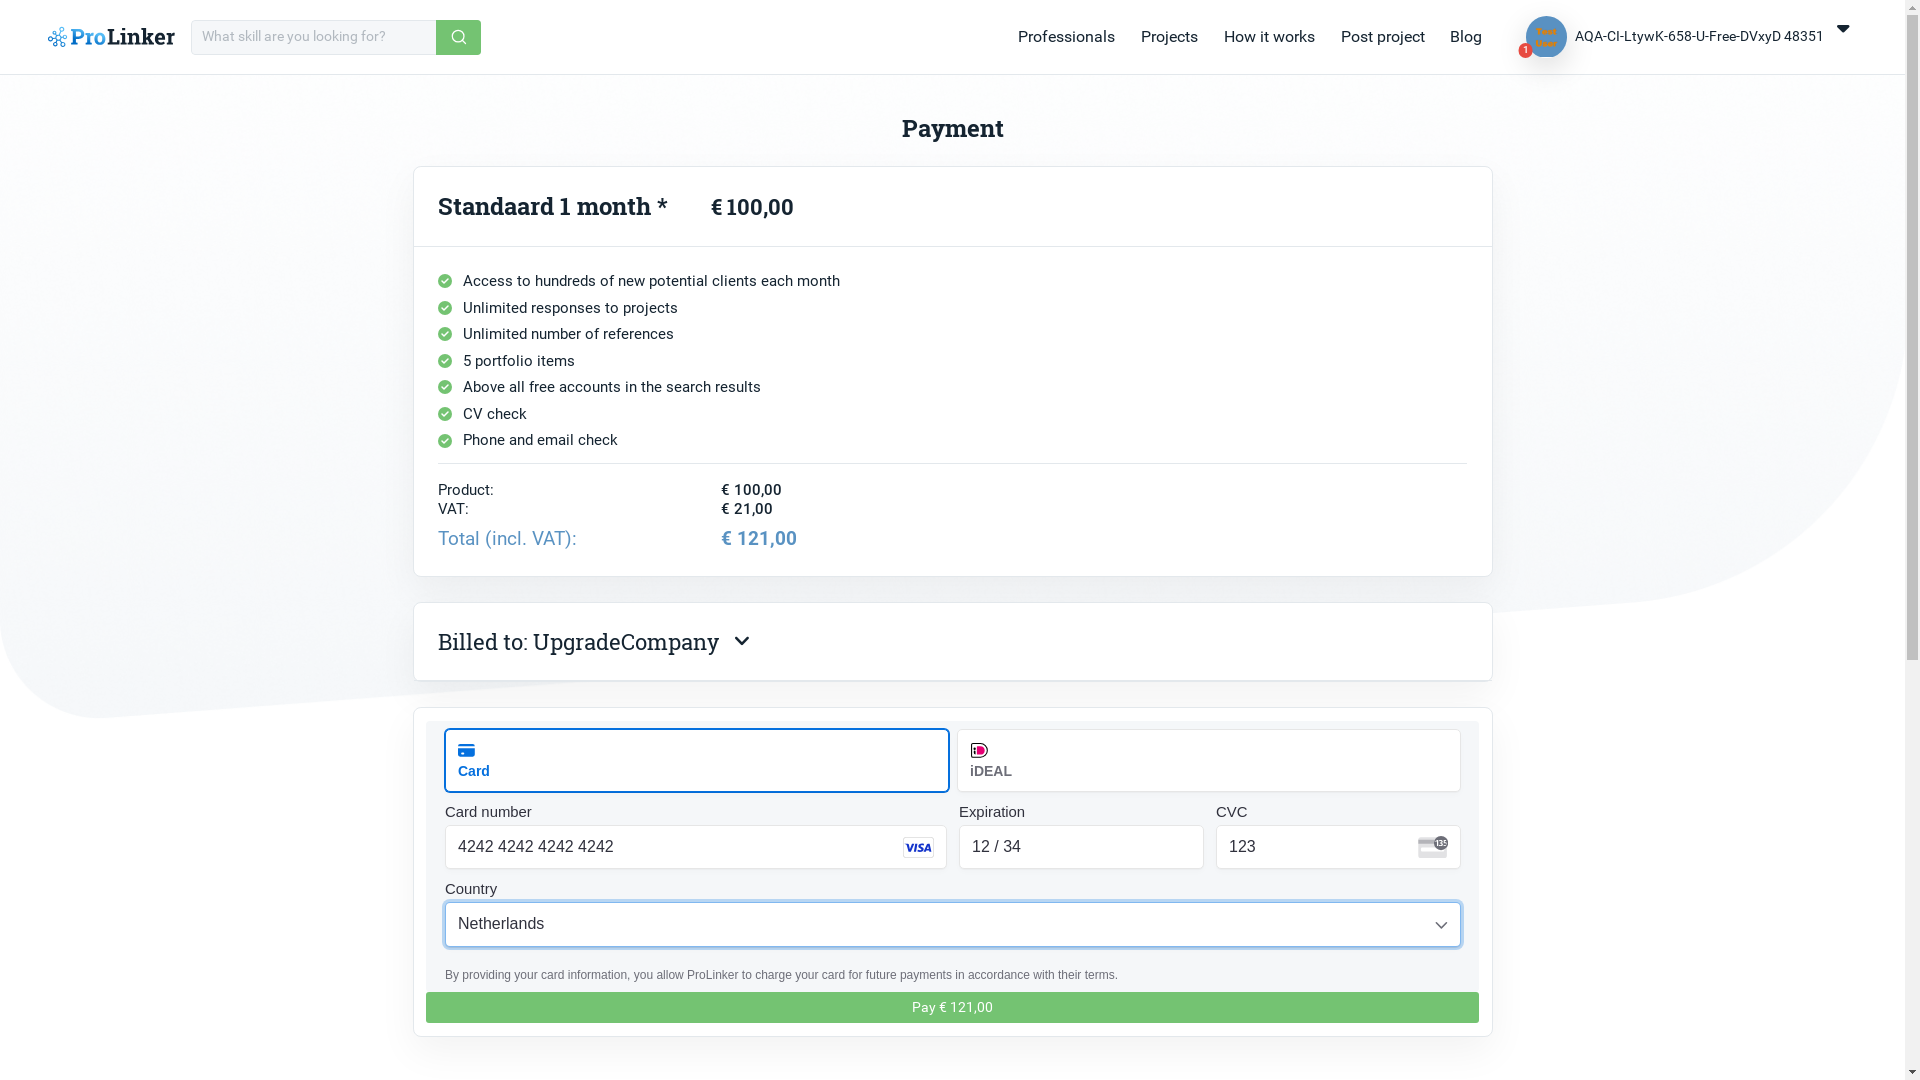 ProLinker
What skill are you looking for?
Professionals
Projects
How it works
Post project
Blog
Test
User
1
AQA-CI-LtywK-658-U-Free-DVxyD 48351
Payment
Standaard 1 month * € 100,00
Access to hundreds of new potential clients each month
Unlimited responses to projects
Unlimited number of references
5 portfolio items
Above all free accounts in the search results
CV check
Phone and email check
Product: € 100,00
VAT: € 21,00
Total (incl. VAT): € 121,00
Billed to: UpgradeCompany
Card
iDEAL
Card number
Expiration
CVC
4242 4242 4242 4242
VISA
12 / 34
123
135
Country
Netherlands
By providing your card information, you allow ProLinker to charge your card for future payments in accordance with their terms.
Pay € 121,00